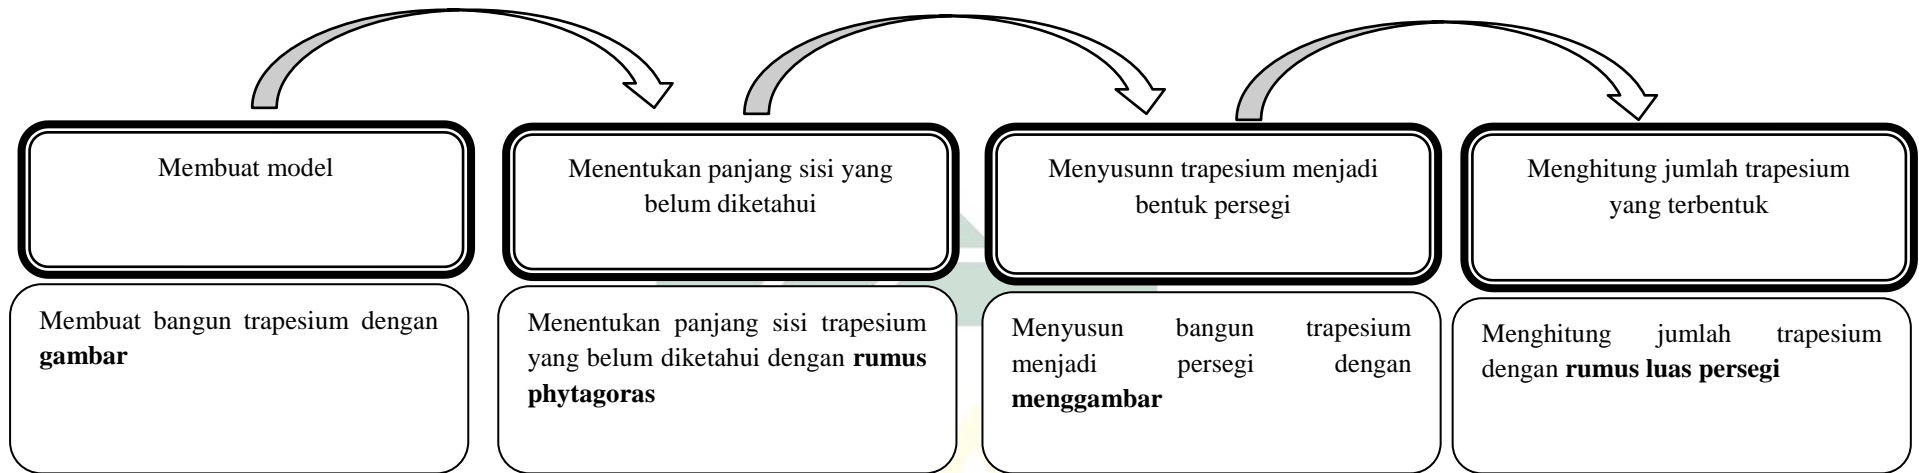 Membuat model
Menentukan panjang sisi yang
belum diketahui
Menyusunn trapesium menjadi
bentuk persegi
Menghitung jumlah trapesium
yang terbentuk
Membuat bangun trapesium dengan
gambar
Menentukan panjang sisi trapesium
yang belum diketahui dengan rumus
phytagoras
Menyusun bangun trapesium
menjadi persegi dengan
menggambar
Menghitung jumlah trapesium
dengan rumus luas persegi